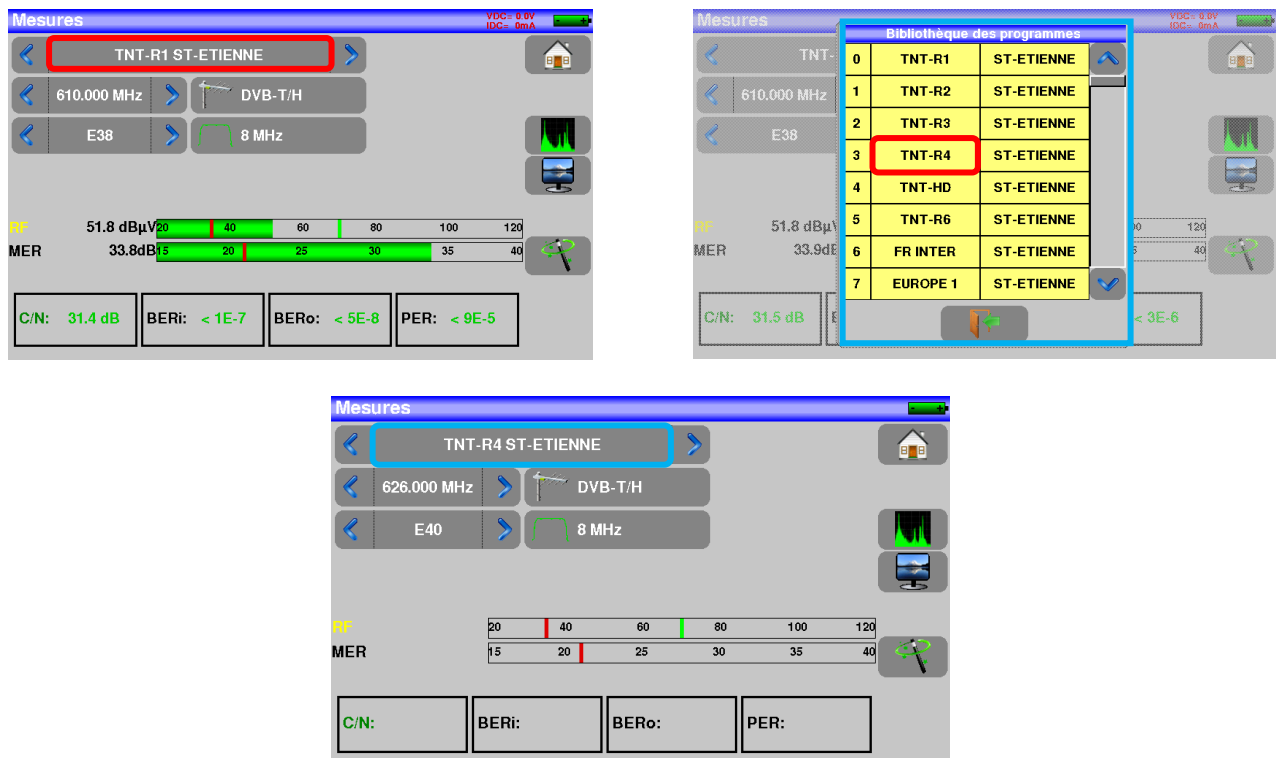 Mesures
VDC= 0.0V
IDC= 0mA
- +
TNT-R1 ST-ETIENNE
610.000 MHz
DVB-T/H
E38
8 MHz
RF 51.8 dBµV 20 40 60 80 100 120
MER 33.8dB 15 20 25 30 35 40
C/N: 31.4 dB
BERi: < 1E-7
BERo: < 5E-8
PER: < 9E-5
Mesures
VDC= 0.9V
IDC= 0mA
- +
Bibliothèque des programmes
TNT-
610.000 MHz
E38
0 TNT-R1 ST-ETIENNE
1 TNT-R2 ST-ETIENNE
2 TNT-R3 ST-ETIENNE
3 TNT-R4 ST-ETIENNE
4 TNT-HD ST-ETIENNE
5 TNT-R6 ST-ETIENNE
6 FR INTER ST-ETIENNE
7 EUROPE 1 ST-ETIENNE
RF 51.8 dBµV 120
MER 33.9dB 40
C/N: 31.5 dB
< 3E-6
Mesures
- +
TNT-R4 ST-ETIENNE
626.000 MHz
DVB-T/H
E40
8 MHz
RF 20 40 60 80 100 120
MER 15 20 25 30 35 40
C/N:
BERi:
BERo:
PER: